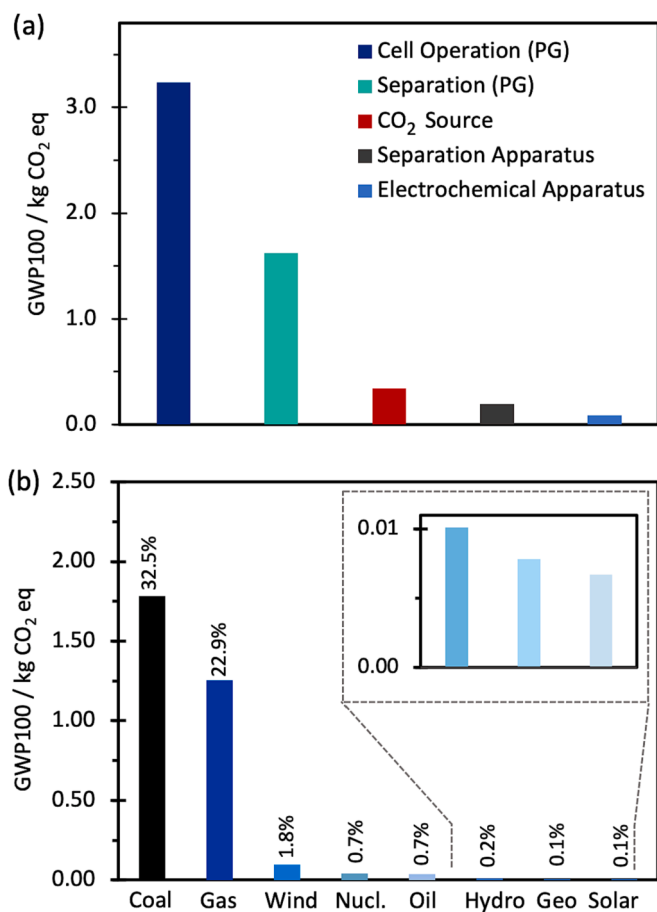 (a)
GWP100 / kg CO₂ eq
3.0
2.0
1.0
0.0
Cell Operation (PG)
Separation (PG)
CO₂ Source
Separation Apparatus
Electrochemical Apparatus
(b)
GWP100 / kg CO₂ eq
2.50
2.00
1.75
1.50
1.00
0.50
0.00
32.5%
22.9%
1.8%
0.7%
0.7%
0.2%
0.1%
0.1%
0.01
0.00
Coal Gas Wind Nucl. Oil Hydro Geo Solar